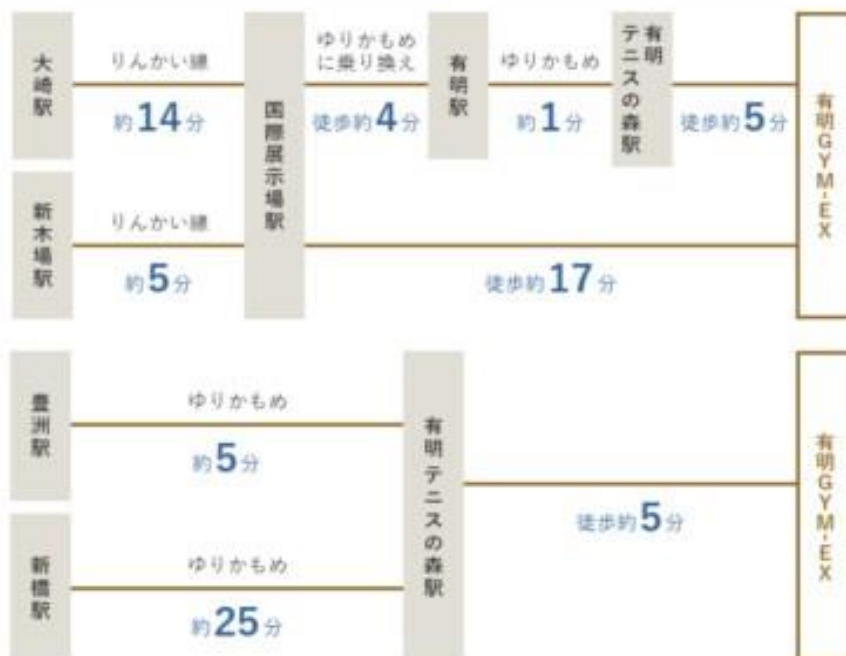 大崎駅
りんかい線
約14分
国際展示場駅
ゆりかもめ
に乗り換え
徒歩約4分
有明駅
ゆりかもめ
約1分
有明
テニスの森駅
徒歩約5分
有明GYM-EX
新木場駅
りんかい線
約5分
徒歩約17分
豊洲駅
ゆりかもめ
約5分
有明テニスの森駅
徒歩約5分
有明GYM-EX
新橋駅
ゆりかもめ
約25分